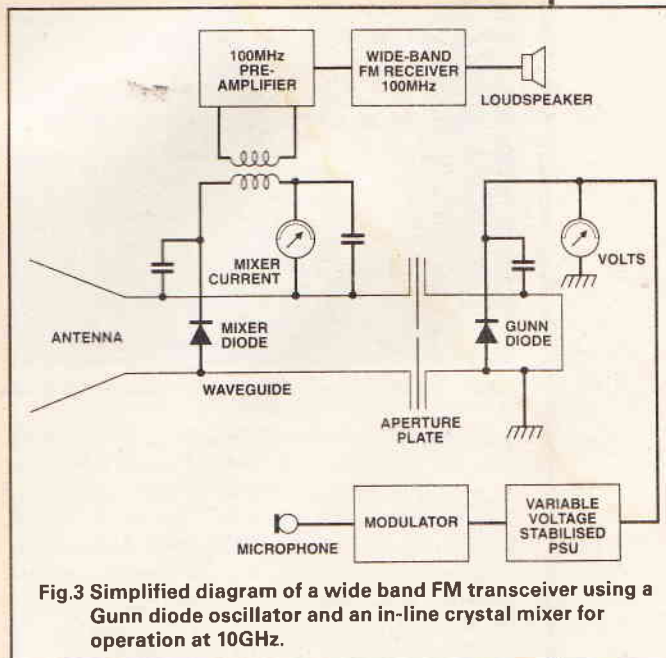 100MHz
PRE-
AMPLIFIER
WIDE-BAND
FM RECEIVER
100MHz
LOUDSPEAKER
MIXER
CURRENT
VOLTS
ANTENNA
MIXER
DIODE
GUNN
DIODE
WAVEGUIDE
APERTURE
PLATE
MICROPHONE
MODULATOR
VARIABLE
VOLTAGE
STABILISED
PSU
Fig.3 Simplified diagram of a wide band FM transceiver using a
Gunn diode oscillator and an in-line crystal mixer for
operation at 10GHz.